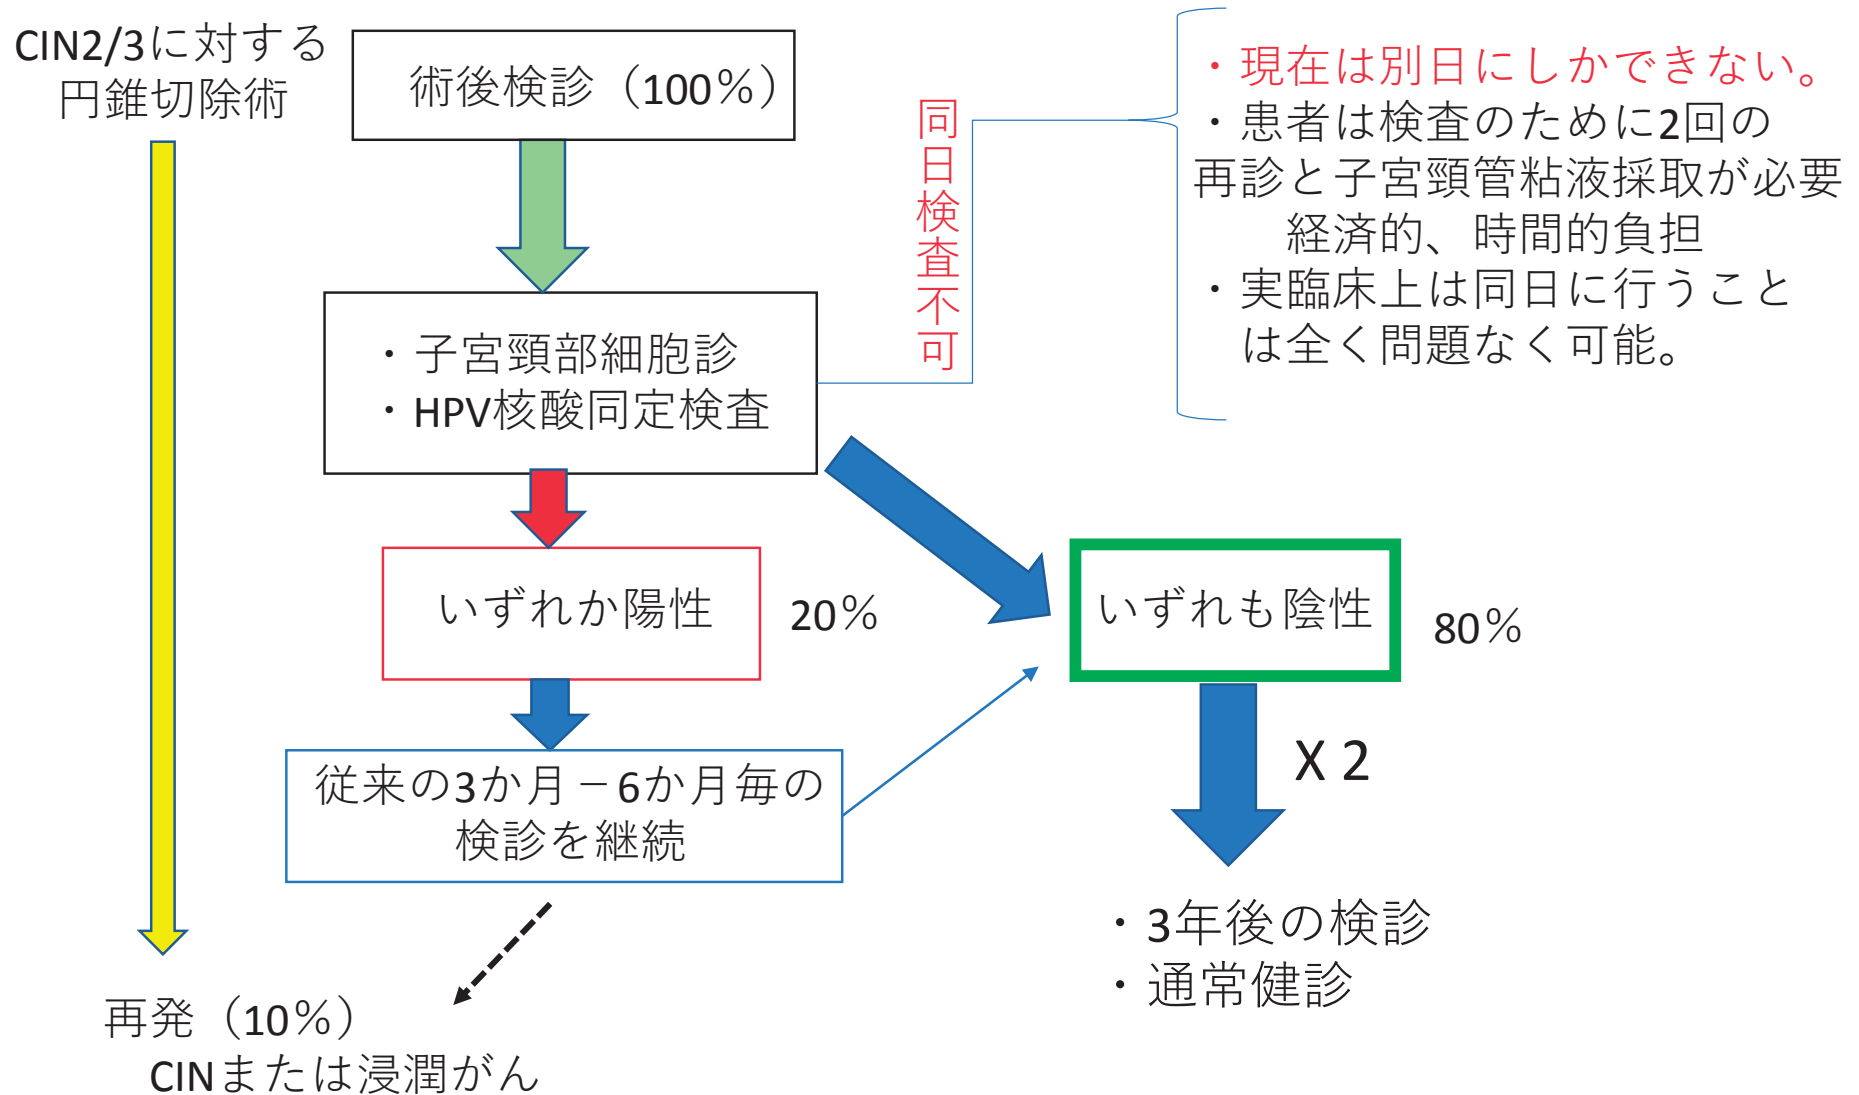 CIN2/3に対する
円錐切除術
術後検診（100％）
同日検査不可
・現在は別日にしかできない。
・患者は検査のために2回の
再診と子宮頸管粘液採取が必要
経済的、時間的負担
・実臨床上は同日に行うこと
は全く問題なく可能。
・子宮頸部細胞診
・HPV核酸同定検査
いずれか陽性
20％
いずれも陰性
80％
従来の3か月－6か月毎の
検診を継続
X 2
・3年後の検診
・通常健診
再発（10％）
CINまたは浸潤がん